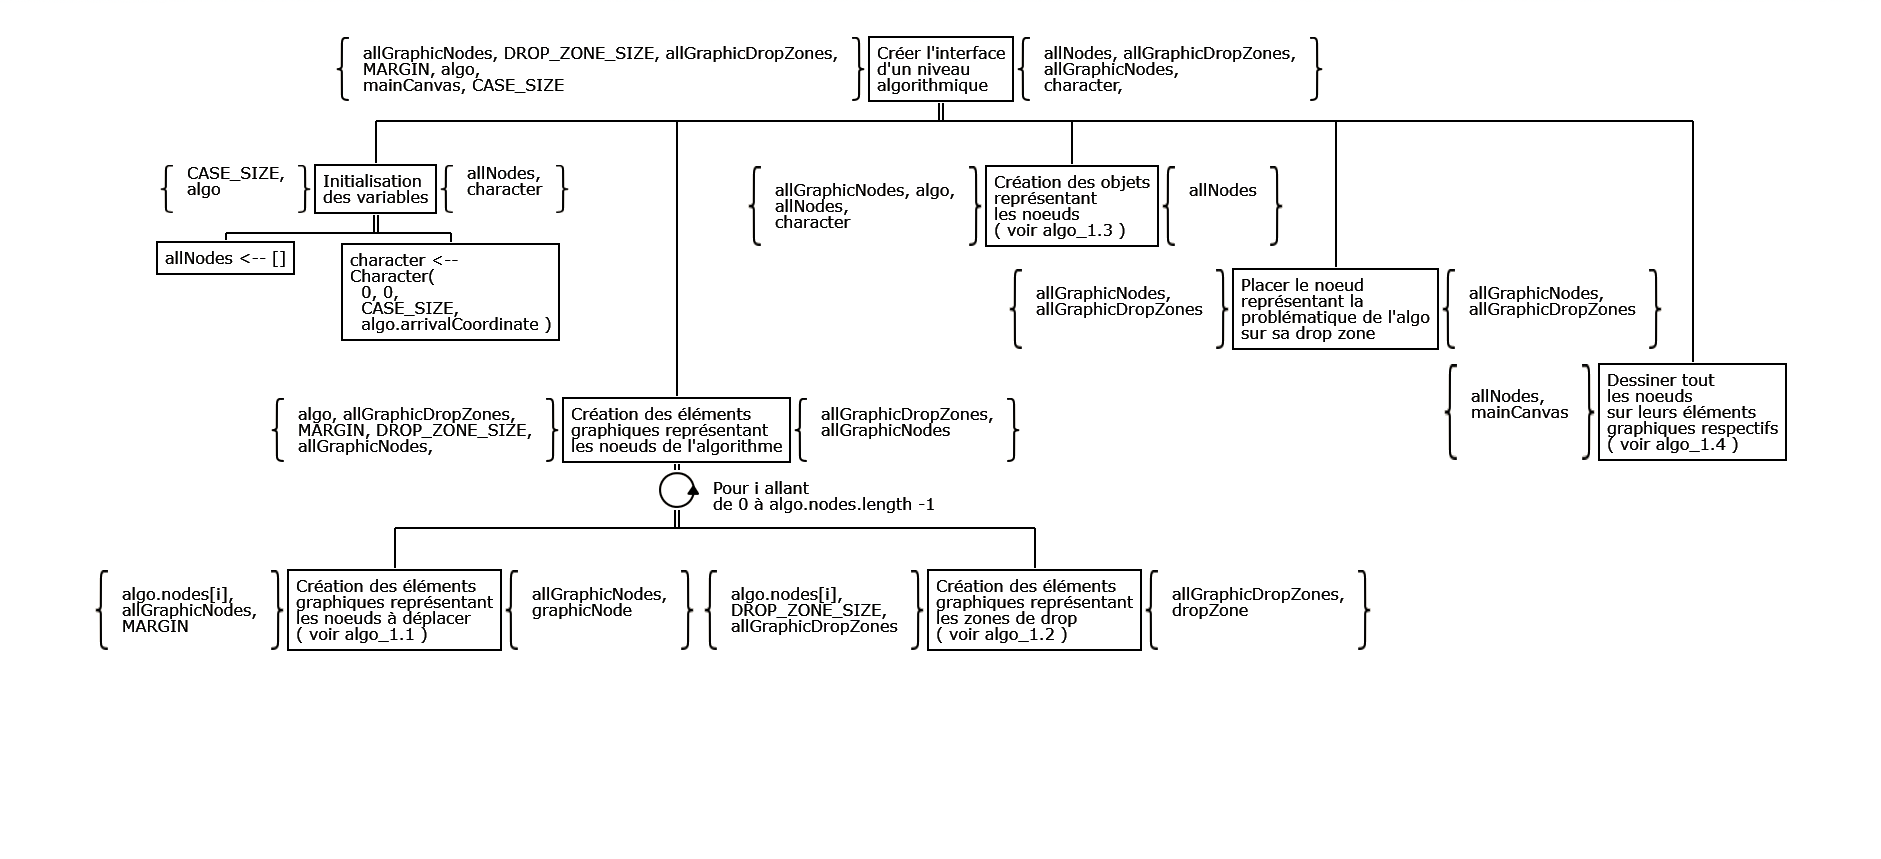 allGraphicNodes, DROP_ZONE_SIZE, allGraphicDropZones,
MARGIN, algo,
mainCanvas, CASE_SIZE
Créer l'interface
d'un niveau
algorithmique
allNodes, allGraphicDropZones,
allGraphicNodes,
character,
CASE_SIZE,
algo
Initialisation
des variables
allNodes,
character
allNodes <-- []
character <--
Character(
0, 0,
CASE_SIZE,
algo.arrivalCoordinate )
allGraphicNodes, algo,
allNodes,
character
Création des objets
représentant
les noeuds
( voir algo_1.3 )
allNodes
allGraphicNodes,
allGraphicDropZones
Placer le noeud
représentant la
problématique de l'algo
sur sa drop zone
allGraphicNodes,
allGraphicDropZones
allNodes,
mainCanvas
Dessiner tout
les noeuds
sur leurs éléments
graphiques respectifs
( voir algo_1.4 )
algo, allGraphicDropZones,
MARGIN, DROP_ZONE_SIZE,
allGraphicNodes,
Création des éléments
graphiques représentant
les noeuds de l'algorithme
allGraphicDropZones,
allGraphicNodes
Pour i allant
de 0 à algo.nodes.length -1
algo.nodes[i],
allGraphicNodes,
MARGIN
Création des éléments
graphiques représentant
les noeuds à déplacer
( voir algo_1.1 )
allGraphicNodes,
graphicNode
algo.nodes[i],
DROP_ZONE_SIZE,
allGraphicDropZones
Création des éléments
graphiques représentant
les zones de drop
( voir algo_1.2 )
allGraphicDropZones,
dropZone